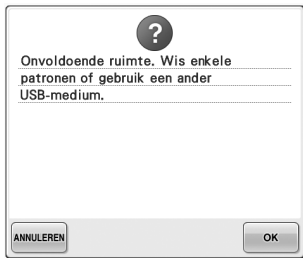 ?
Onvoldoende ruimte. Wis enkele
patronen of gebruik een ander
USB-medium.
ANNULEREN
OK